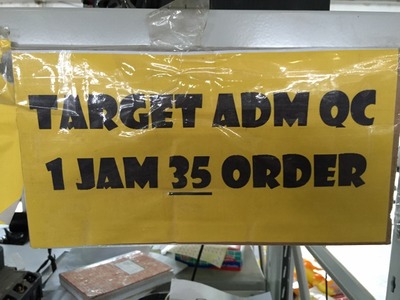 TARGET ADM QC
1 JAM 35 ORDER